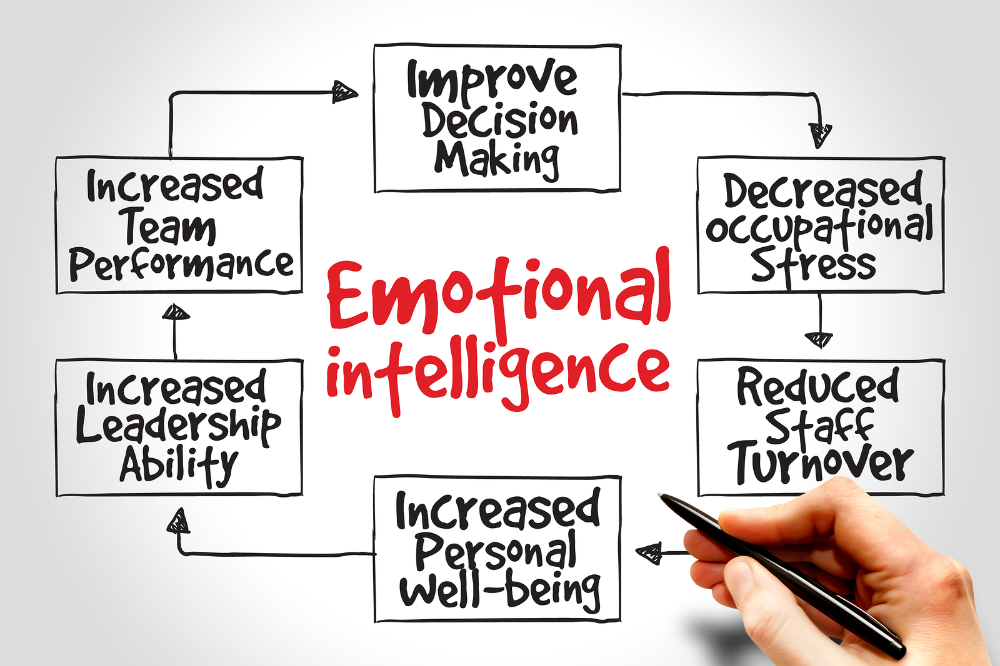 Improve
Decision
Making
Decreased
occupational
Stress
Reduced
Staff
Turnover
Increased
Personal
well-being
Increased
Leadership
Ability
Increased
Team
Performance
Emotional
intelligence